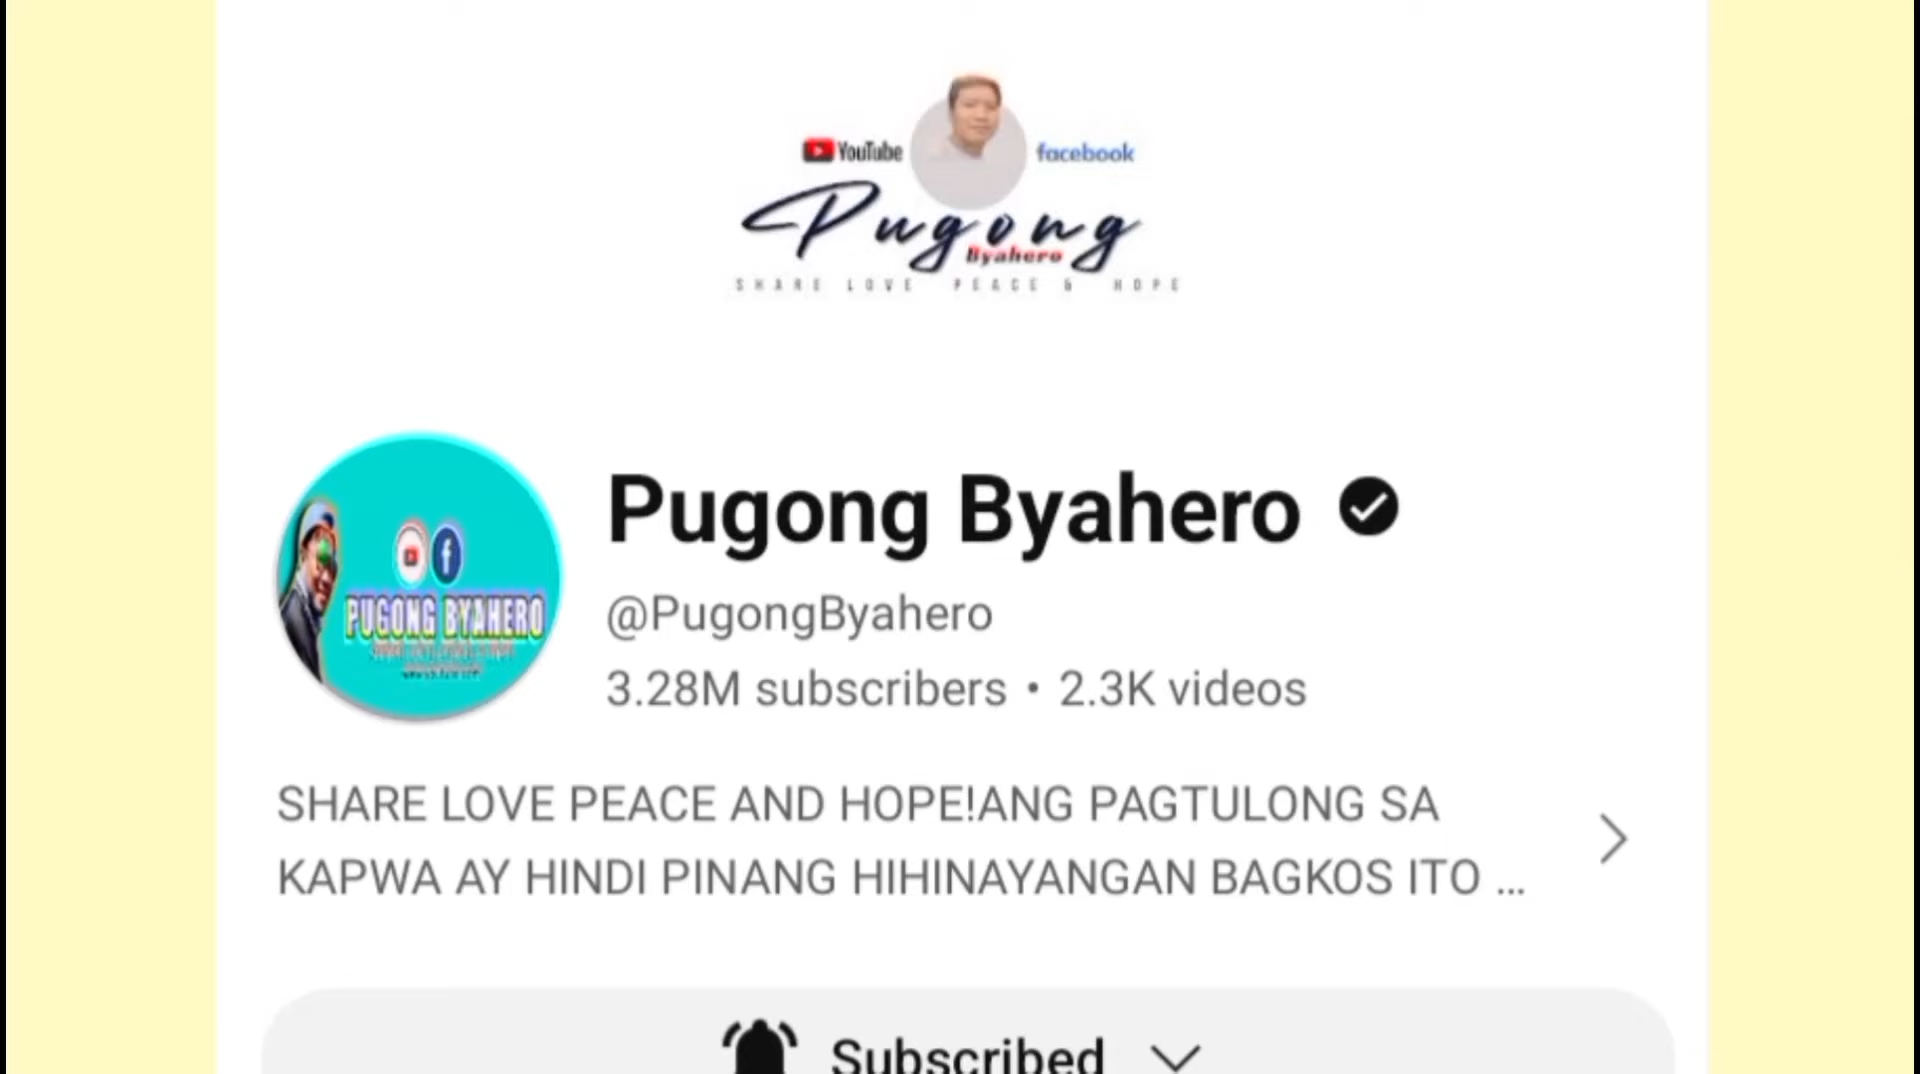 YouTube
facebook
Pugong
Byahero
SHARE LOVE PEACE & HOPE
PUGONG BYAHERO
Pugong Byahero
@PugongByahero
3.28M subscribers • 2.3K videos
SHARE LOVE PEACE AND HOPE!ANG PAGTULONG SA
KAPWA AY HINDI PINANG HIHINAYANGAN BAGKOS ITO ...
Subscribed